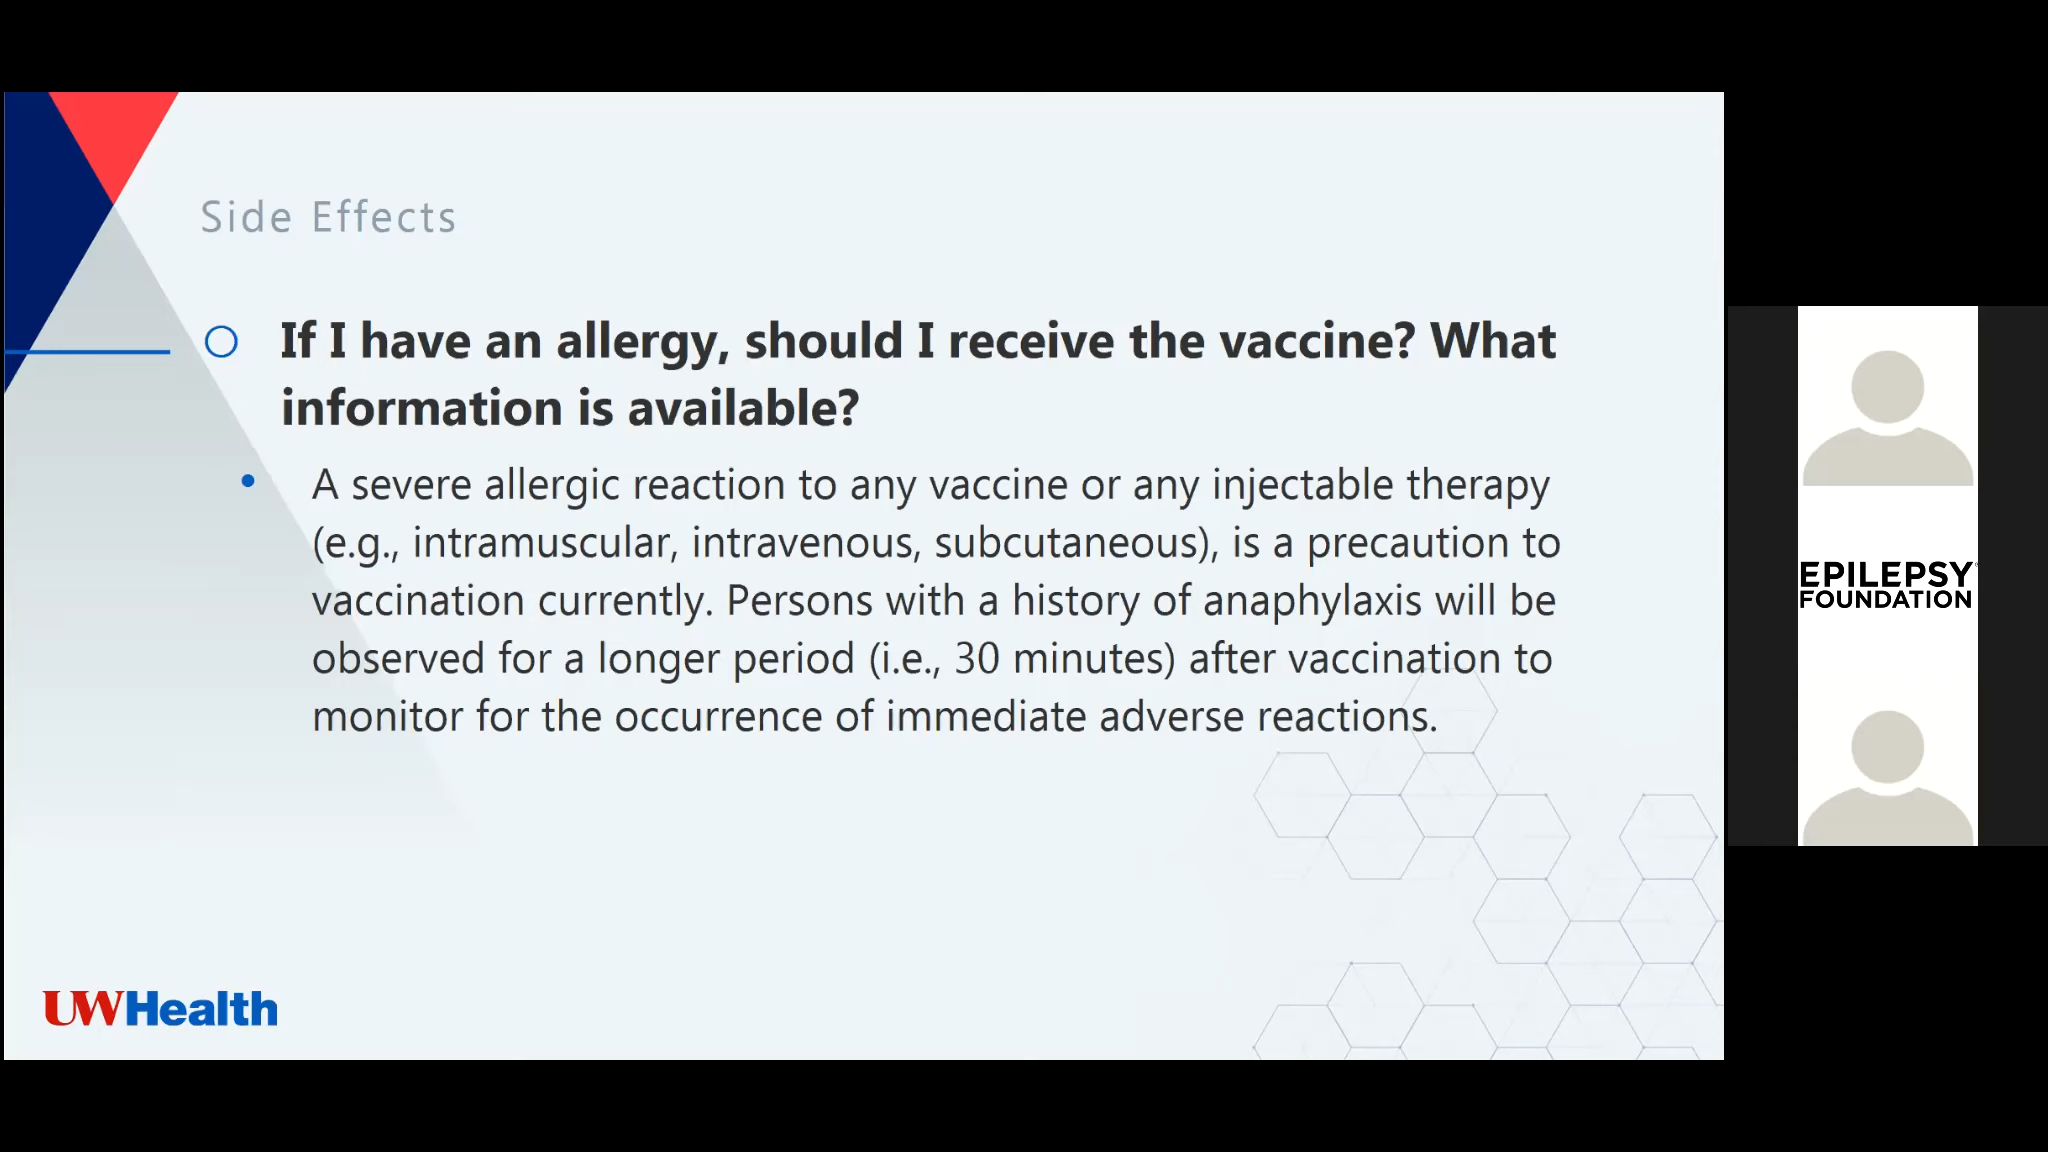 Side Effects
If I have an allergy, should I receive the vaccine? What
information is available?
• A severe allergic reaction to any vaccine or any injectable therapy
(e.g., intramuscular, intravenous, subcutaneous), is a precaution to
vaccination currently. Persons with a history of anaphylaxis will be
observed for a longer period (i.e., 30 minutes) after vaccination to
monitor for the occurrence of immediate adverse reactions.
UWHealth
EPILEPSY
FOUNDATION